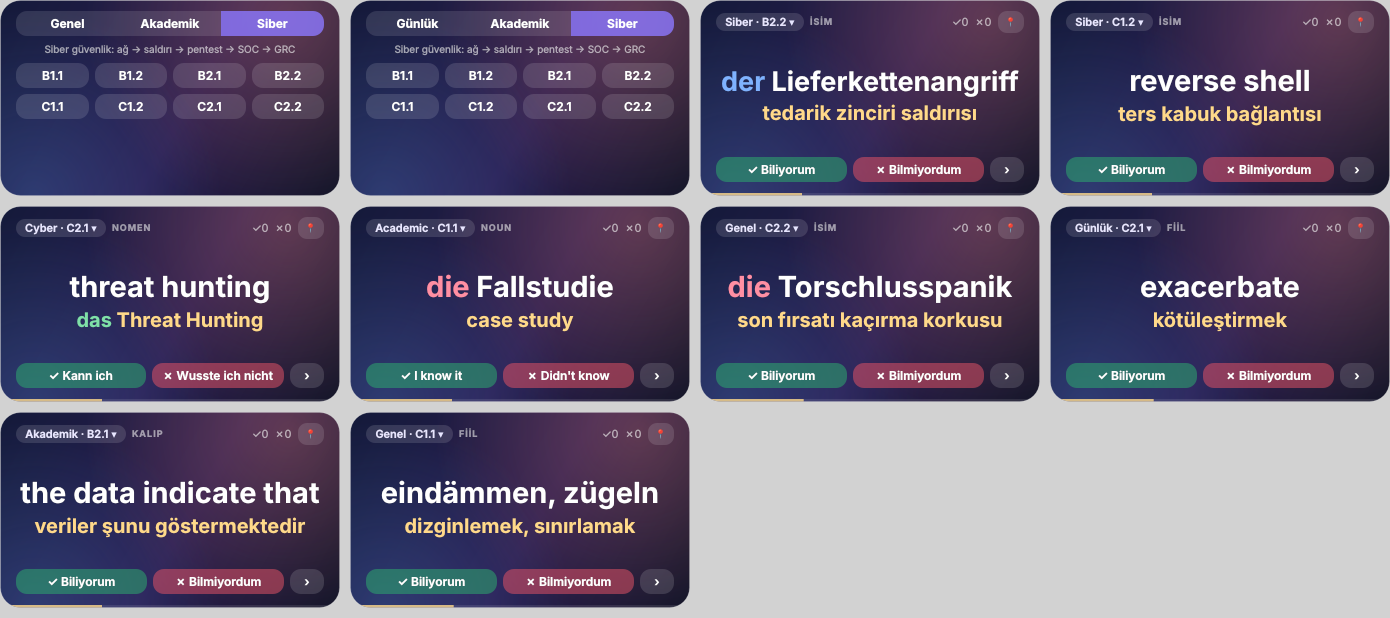 Genel Akademik Siber
Siber güvenlik: ağ → saldırı → pentest → SOC → GRC
B1.1 B1.2 B2.1 B2.2
C1.1 C1.2 C2.1 C2.2
Günlük Akademik Siber
Siber güvenlik: ağ → saldırı → pentest → SOC → GRC
B1.1 B1.2 B2.1 B2.2
C1.1 C1.2 C2.1 C2.2
Siber · B2.2 ▾ İSİM ✓0 ×0
der Lieferkettenangriff
tedarik zinciri saldırısı
✓ Biliyorum × Bilmiyordum ›
Siber · C1.2 ▾ İSİM ✓0 ×0
reverse shell
ters kabuk bağlantısı
✓ Biliyorum × Bilmiyordum ›
Cyber · C2.1 ▾ NOMEN ✓0 ×0
threat hunting
das Threat Hunting
✓ Kann ich × Wusste ich nicht ›
Academic · C1.1 ▾ NOUN ✓0 ×0
die Fallstudie
case study
✓ I know it × Didn't know ›
Genel · C2.2 ▾ İSİM ✓0 ×0
die Torschlusspanik
son fırsatı kaçırma korkusu
✓ Biliyorum × Bilmiyordum ›
Günlük · C2.1 ▾ FİİL ✓0 ×0
exacerbate
kötüleştirmek
✓ Biliyorum × Bilmiyordum ›
Akademik · B2.1 ▾ KALIP ✓0 ×0
the data indicate that
veriler şunu göstermektedir
✓ Biliyorum × Bilmiyordum ›
Genel · C1.1 ▾ FİİL ✓0 ×0
eindämmen, zügeln
dizginlemek, sınırlamak
✓ Biliyorum × Bilmiyordum ›